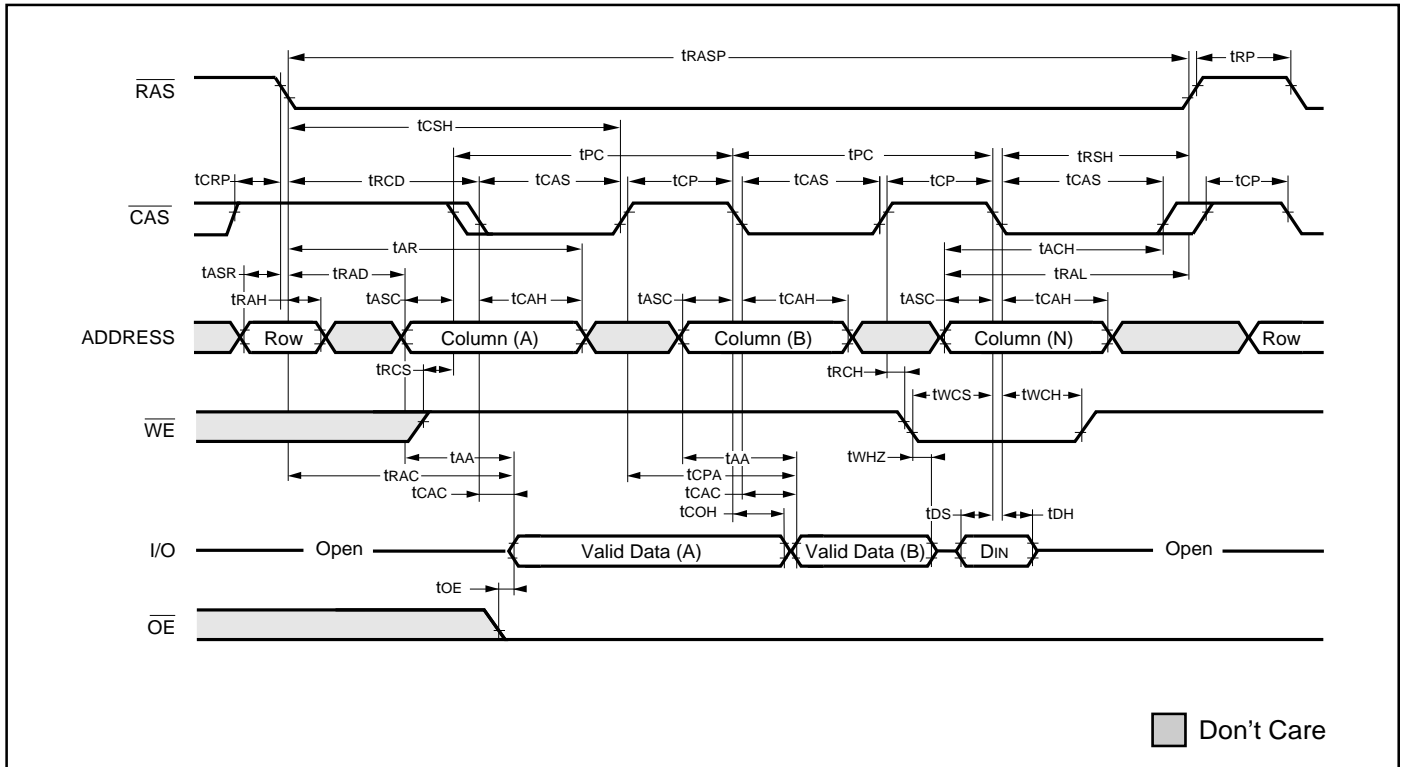 tRASP
tRP
RAS
tCSH
tPC
tPC
tRSH
tCRP
tRCD
tCAS
tCP
tCAS
tCP
tCAS
tCP
CAS
tAR
tACH
tASR
tRAD
tRAL
tRAH
tASC
tCAH
tASC
tCAH
tASC
tCAH
ADDRESS
Row
Column (A)
Column (B)
Column (N)
Row
tRCS
tRCH
tWCS
tWCH
WE
tAA
tAA
tWHZ
tRAC
tCPA
tCAC
tCAC
tCOH
tDS
tDH
I/O
Open
Valid Data (A)
Valid Data (B)
DIN
Open
tOE
OE
Don't Care